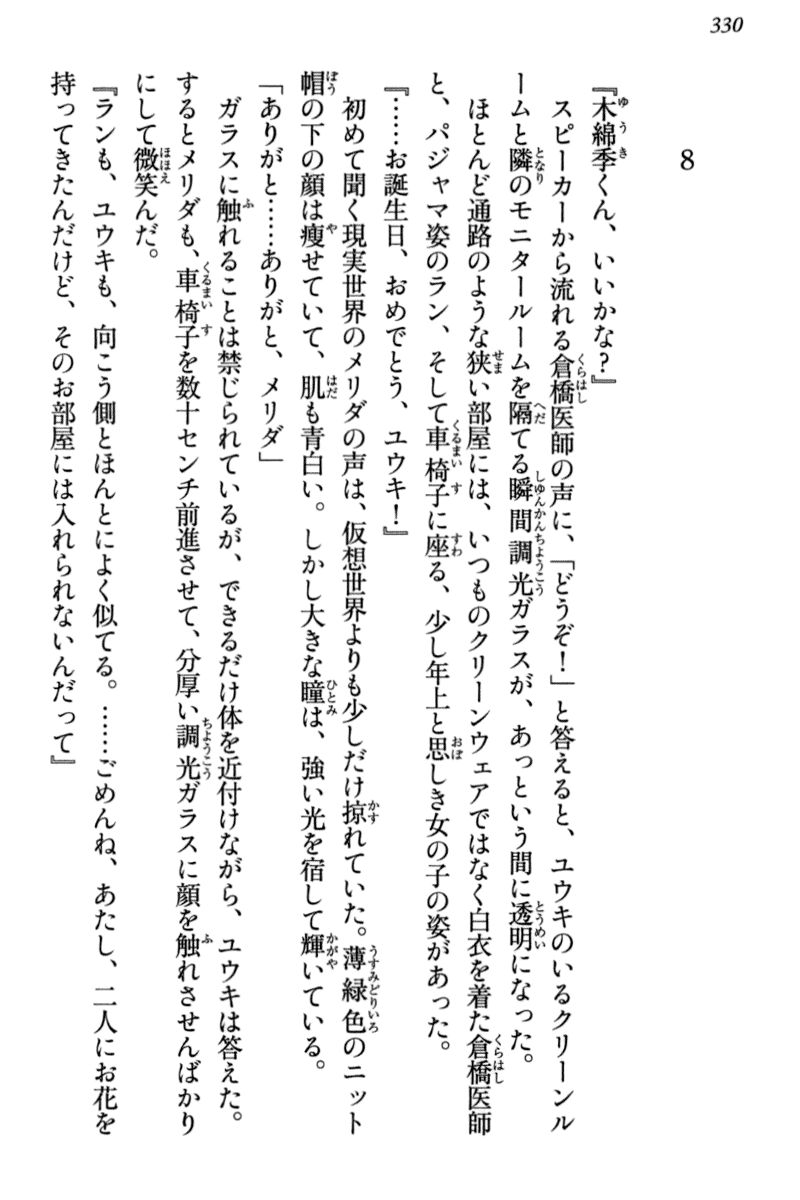 330
8
『木綿季くん、いいかな？』
　スピーカーから流れる倉橋医師の声に、「どうぞ！」と答えると、ユウキのいるクリーンル
ームと隣のモニタールームを隔てる瞬間調光ガラスが、あっという間に透明になった。
　ほとんど通路のような狭い部屋には、いつものクリーンウェアではなく白衣を着た倉橋医師
と、パジャマ姿のラン、そして車椅子に座る、少し年上と思しき女の子の姿があった。
『……お誕生日、おめでとう、ユウキ！』
　初めて聞く現実世界のメリダの声は、仮想世界よりも少しだけ掠れていた。薄緑色のニット
帽の下の顔は痩せていて、肌も青白い。しかし大きな瞳は、強い光を宿して輝いている。
「ありがと……ありがと、メリダ」
　ガラスに触れることは禁じられているが、できるだけ体を近付けながら、ユウキは答えた。
するとメリダも、車椅子を数十センチ前進させて、分厚い調光ガラスに顔を触れさせんばかり
にして微笑んだ。
『ランも、ユウキも、向こう側とほんとによく似てる。……ごめんね、あたし、二人にお花を
持ってきたんだけど、そのお部屋には入れられないんだって』